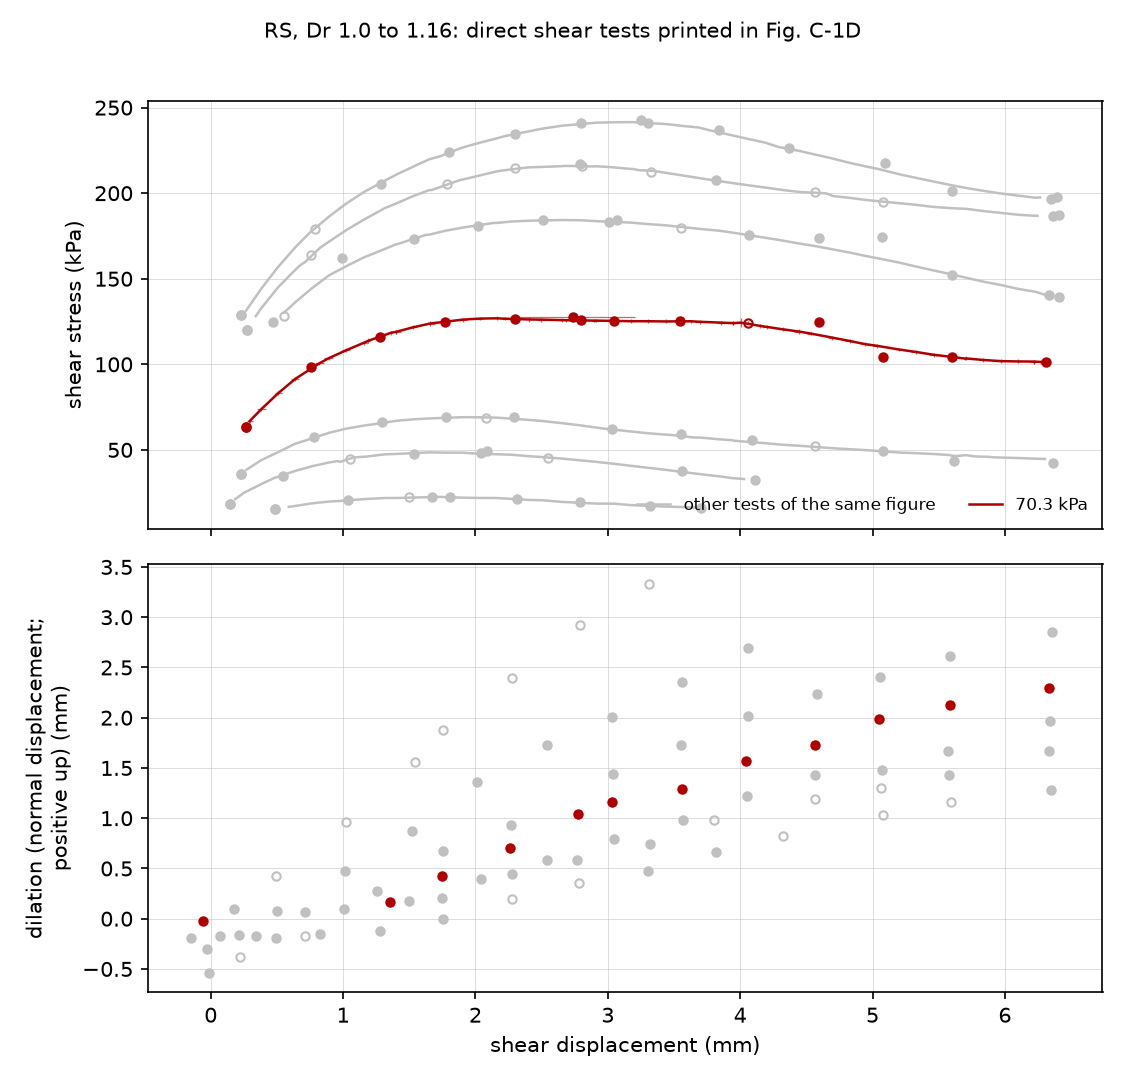 RS, Dr 1.0 to 1.16: direct shear tests printed in Fig. C-1D
250
200
150
100
50
shear stress (kPa)
other tests of the same figure
70.3 kPa
3.5
3.0
2.5
2.0
1.5
1.0
0.5
0.0
−0.5
dilation (normal displacement;
positive up) (mm)
0 1 2 3 4 5 6
shear displacement (mm)